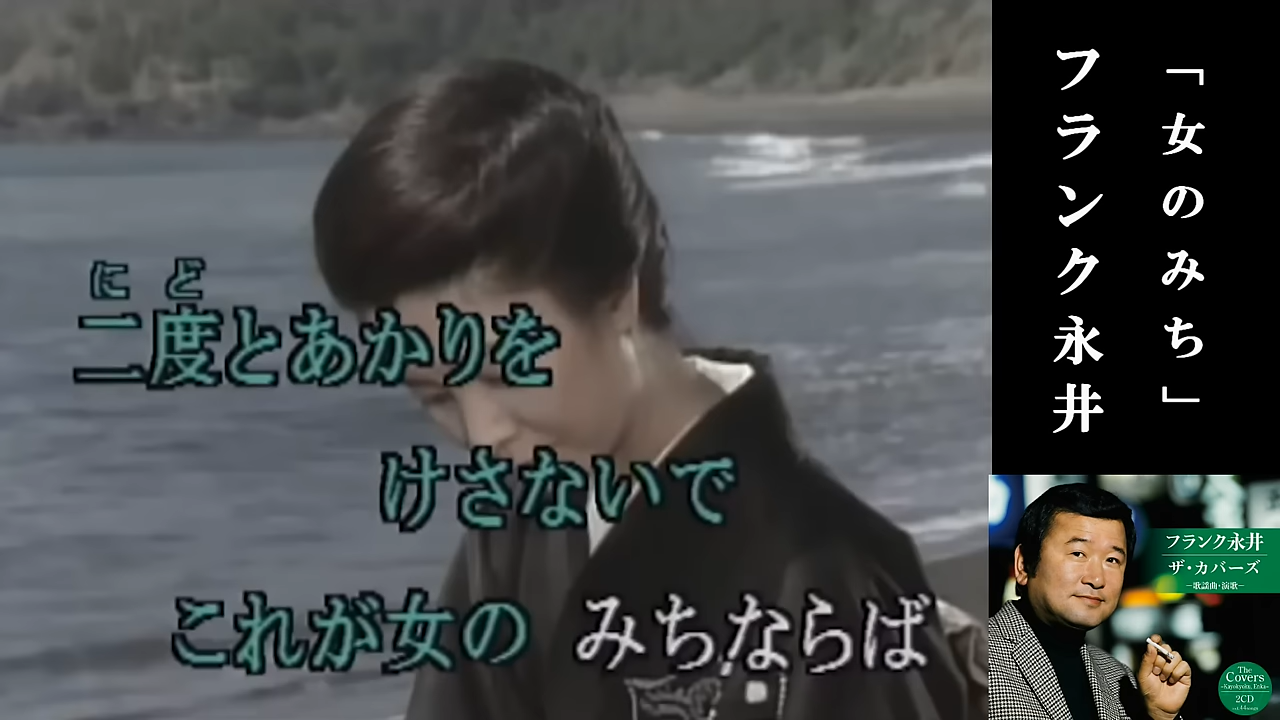 にど
二度とあかりを
けさないで
これが女の みちならば
「女のみち」
フランク永井
フランク永井
ザ・カバーズ
－歌謡曲・演歌－
The
Covers
~Kayokyoku, Enka~
2CD